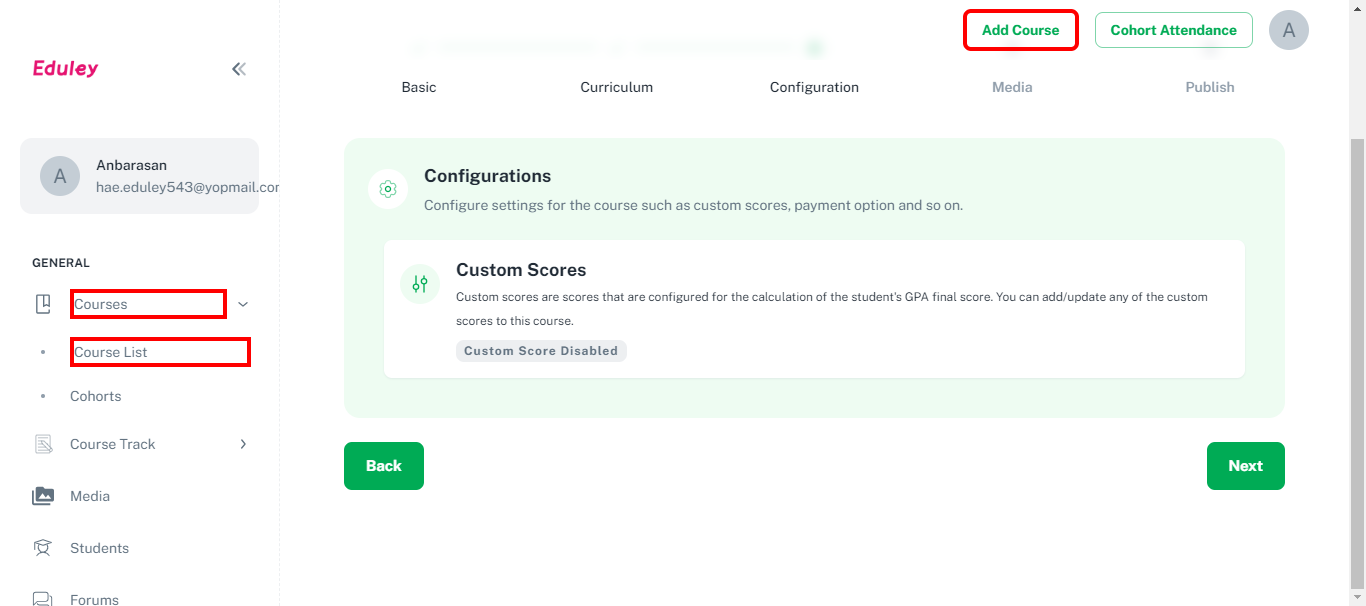 Add Course
Cohort Attendance
A
Eduley
Basic
Curriculum
Configuration
Media
Publish
A
Anbarasan
hae.eduley543@yopmail.com
GENERAL
Courses
Course List
Cohorts
Course Track
Media
Students
Forums
Configurations
Configure settings for the course such as custom scores, payment option and so on.
Custom Scores
Custom scores are scores that are configured for the calculation of the student's GPA final score. You can add/update any of the custom
scores to this course.
Custom Score Disabled
Back
Next